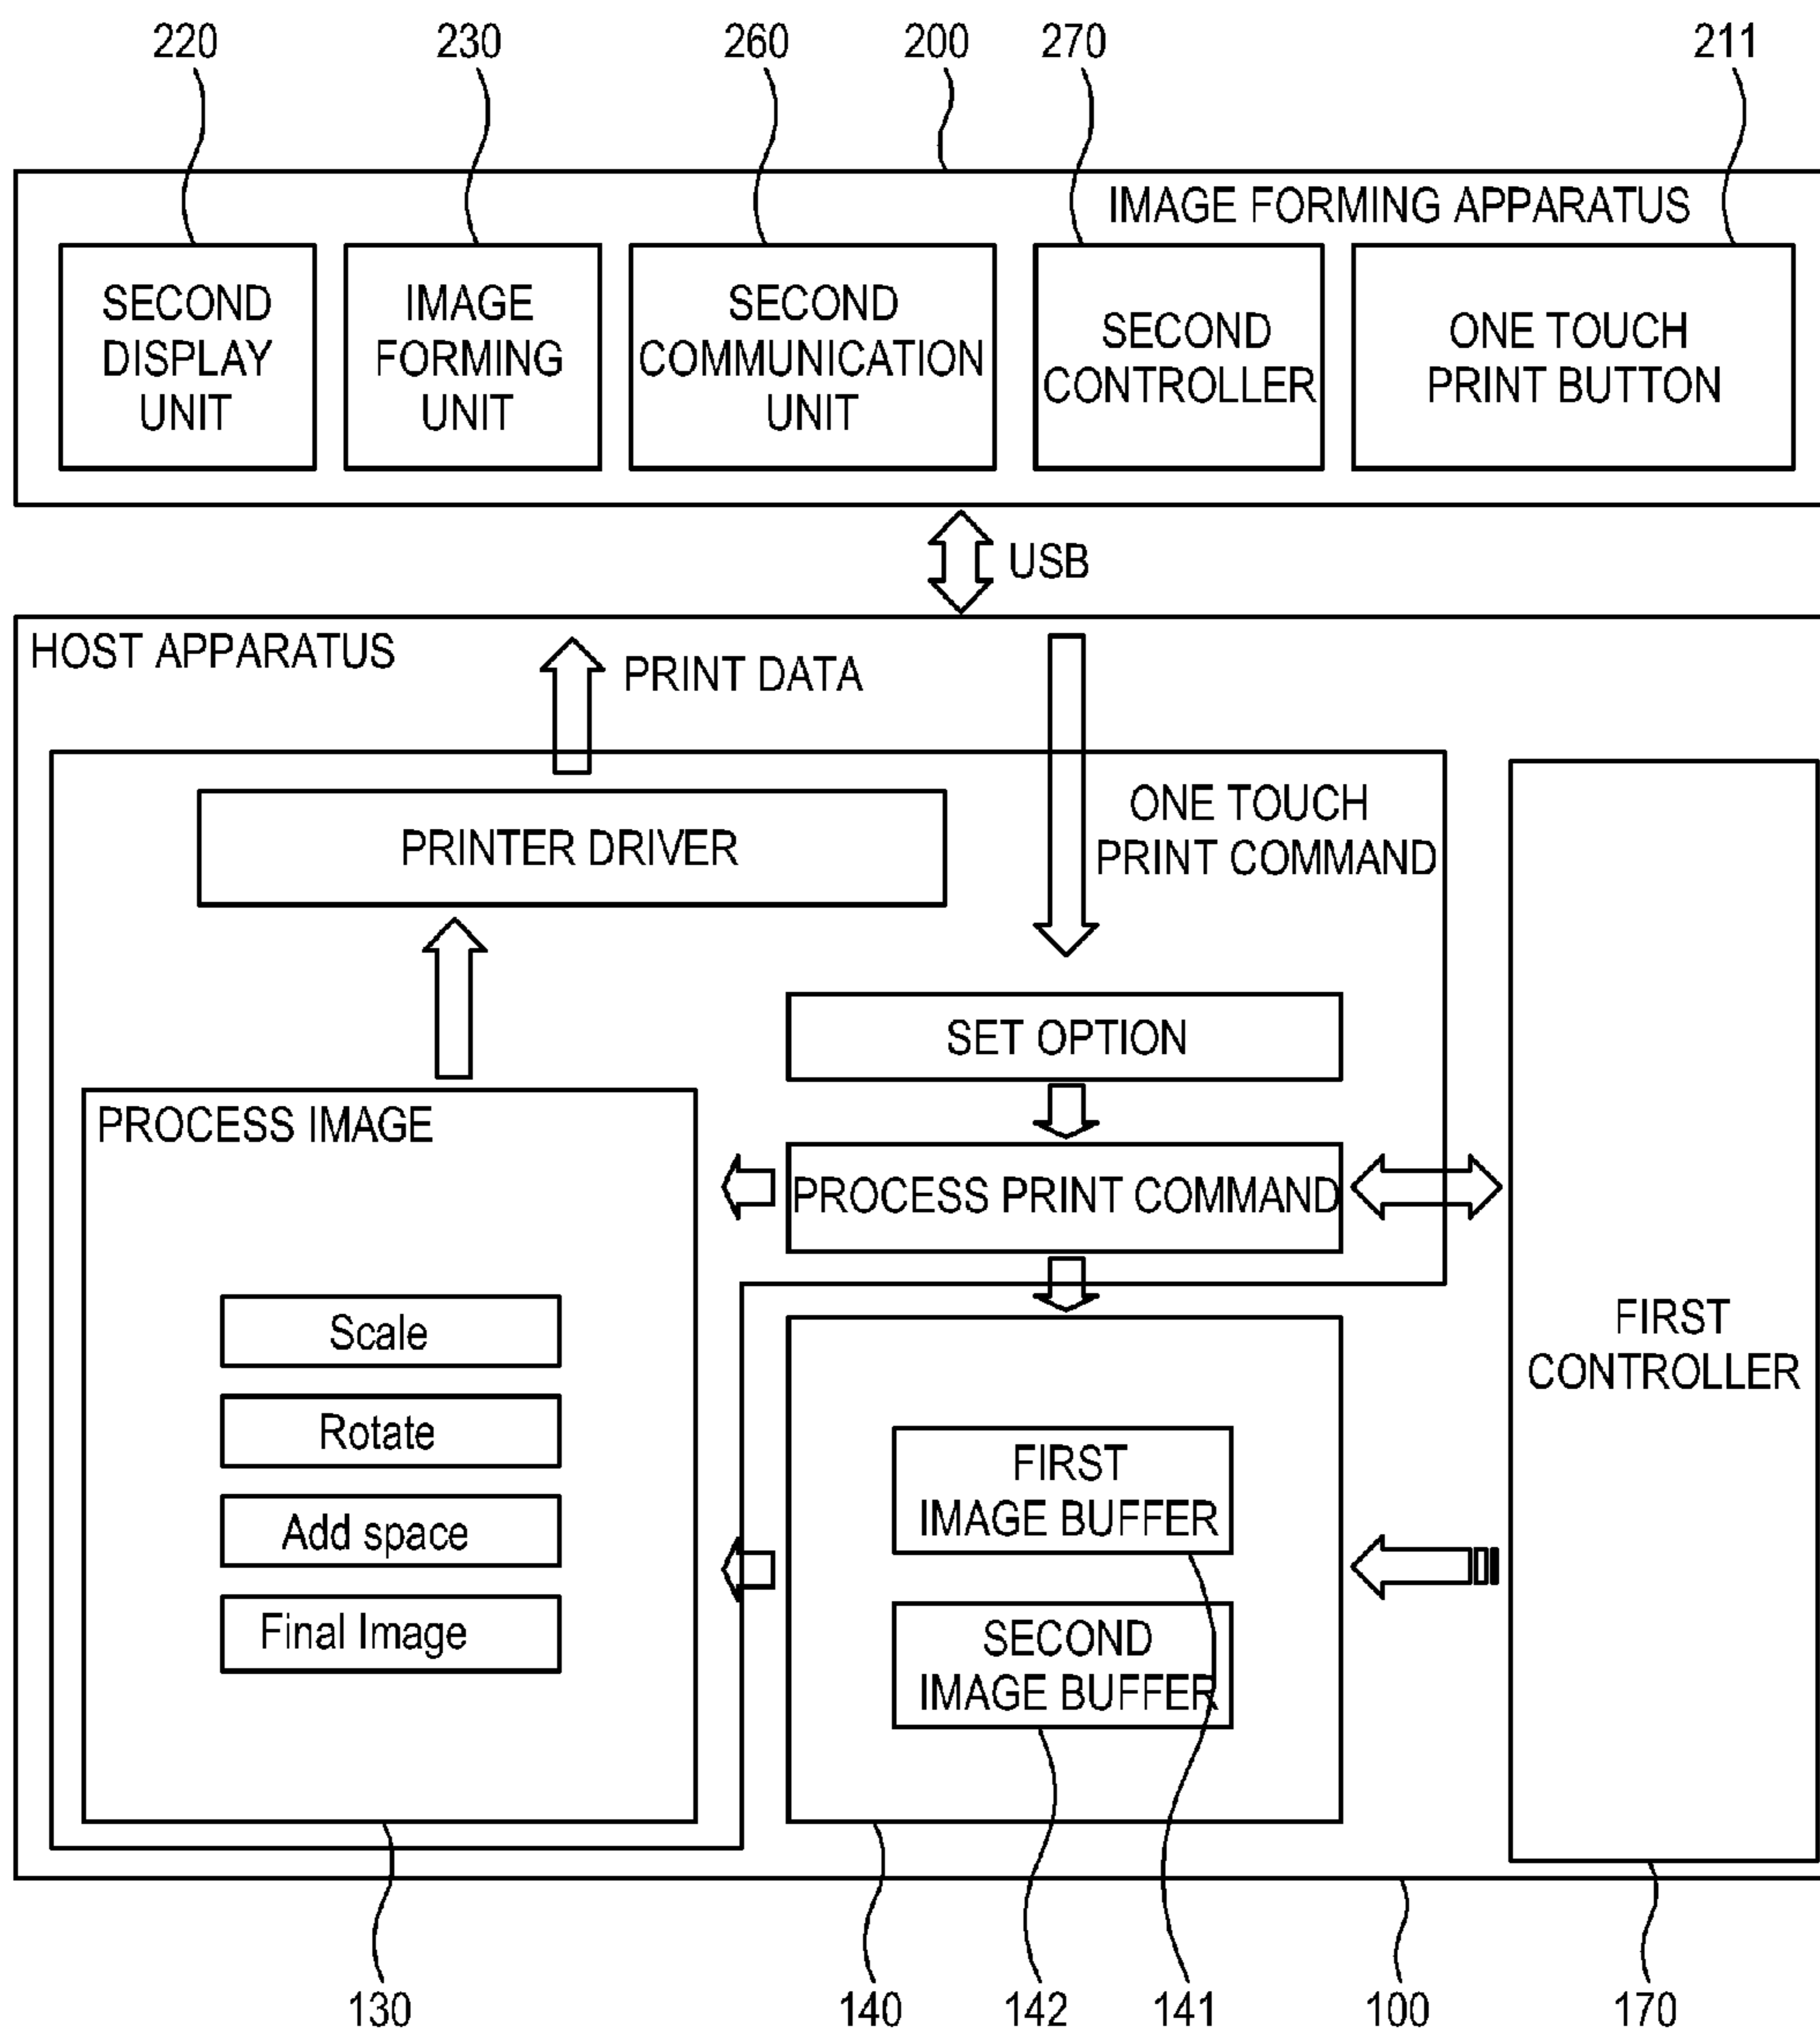 220 230 260 200 270 211
IMAGE FORMING APPARATUS
SECOND
DISPLAY
UNIT
IMAGE
FORMING
UNIT
SECOND
COMMUNICATION
UNIT
SECOND
CONTROLLER
ONE TOUCH
PRINT BUTTON
USB
HOST APPARATUS
PRINT DATA
ONE TOUCH
PRINT COMMAND
PRINTER DRIVER
SET OPTION
PROCESS IMAGE
PROCESS PRINT COMMAND
Scale
Rotate
Add space
Final Image
FIRST
IMAGE BUFFER
SECOND
IMAGE BUFFER
FIRST
CONTROLLER
130 140 142 141 100 170